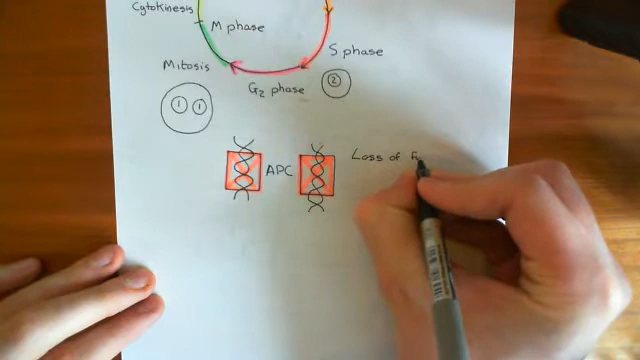 Cytokinesis
M phase
S phase
Mitosis
2
G2 phase
1 1
APC
Loss of F